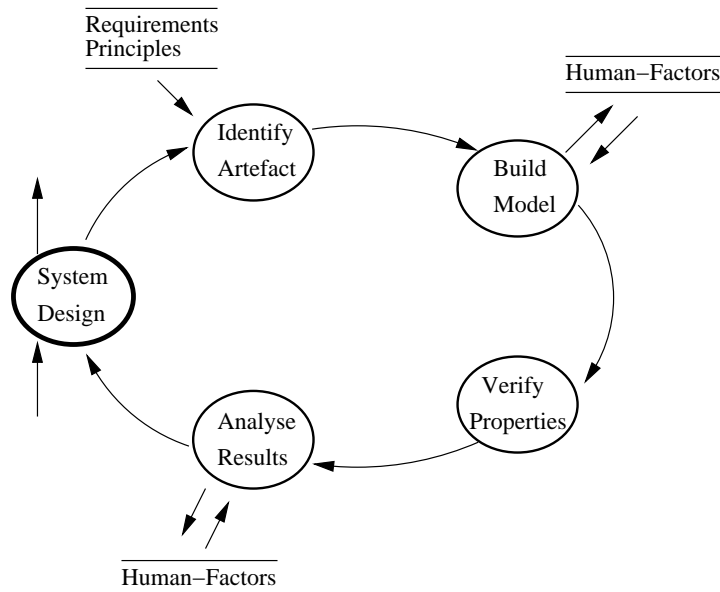 Requirements
Principles
Human−Factors
Identify
Artefact
Build
Model
System
Design
Verify
Properties
Analyse
Results
Human−Factors